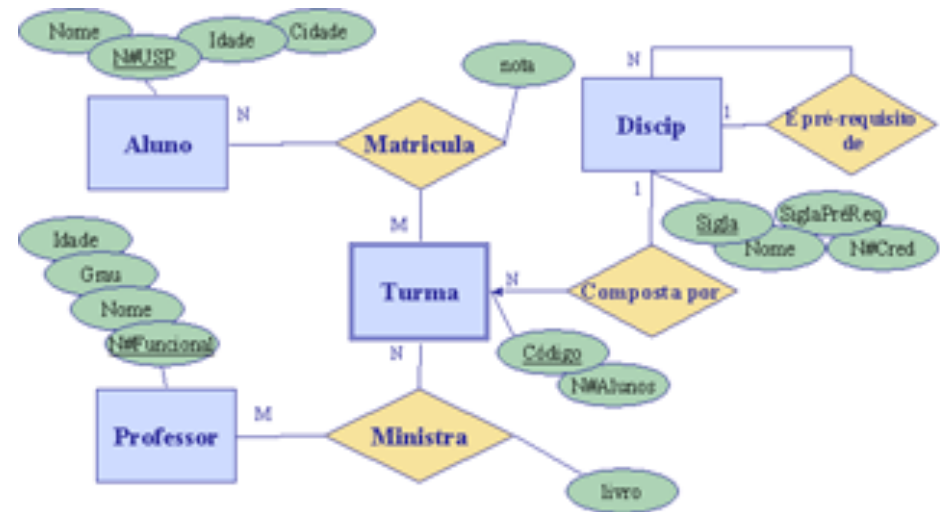 Nome
N#USP
Idade
Cidade
nota
N
Discip
1
É pré-requisito
de
Aluno
N
Matricula
1
M
Sigla
SiglaPréReq
Nome
N#Cred
Idade
Grau
Nome
N#Funcional
Turma
N
Composta por
N
Código
N#Alunos
Professor
M
Ministra
livro